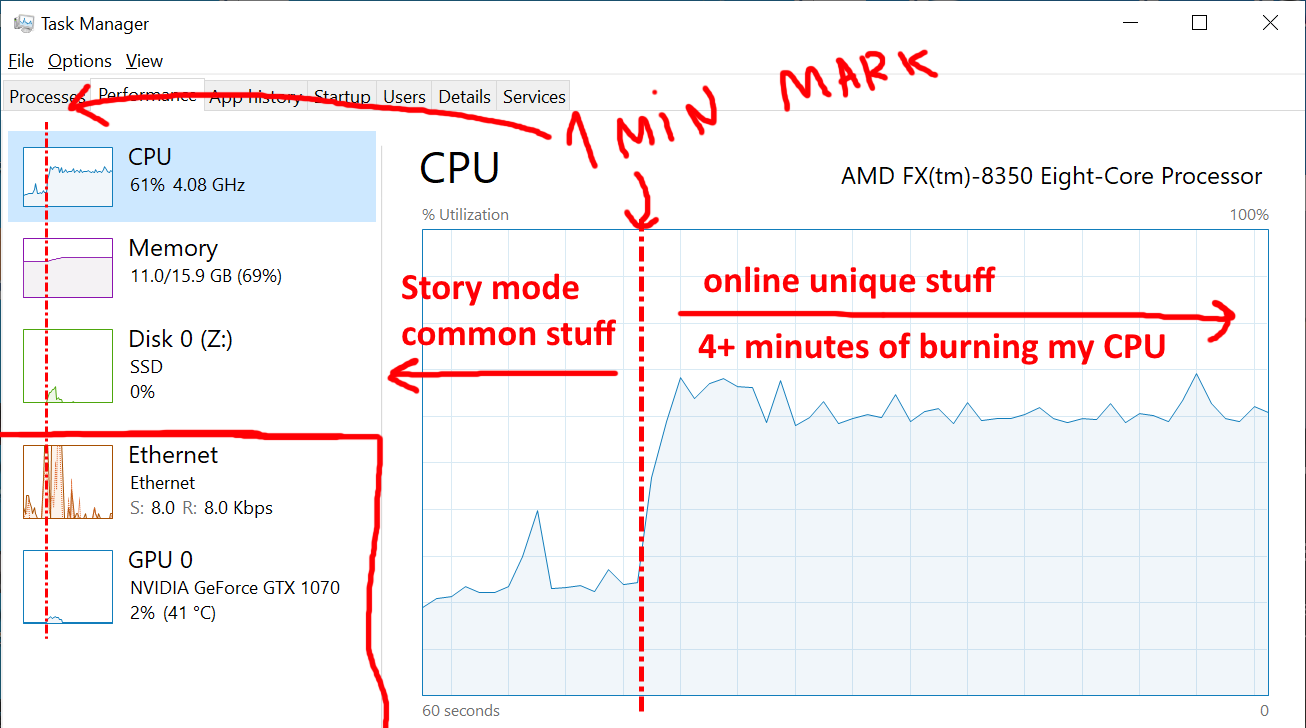 Task Manager
File Options View
Processes Performance App history Startup Users Details Services
1 MiN MARK
CPU
61% 4.08 GHz
Memory
11.0/15.9 GB (69%)
Disk 0 (Z:)
SSD
0%
Ethernet
Ethernet
S: 8.0 R: 8.0 Kbps
GPU 0
NVIDIA GeForce GTX 1070
2% (41 °C)
CPU
AMD FX(tm)-8350 Eight-Core Processor
% Utilization
100%
Story mode
common stuff
online unique stuff
4+ minutes of burning my CPU
60 seconds
0